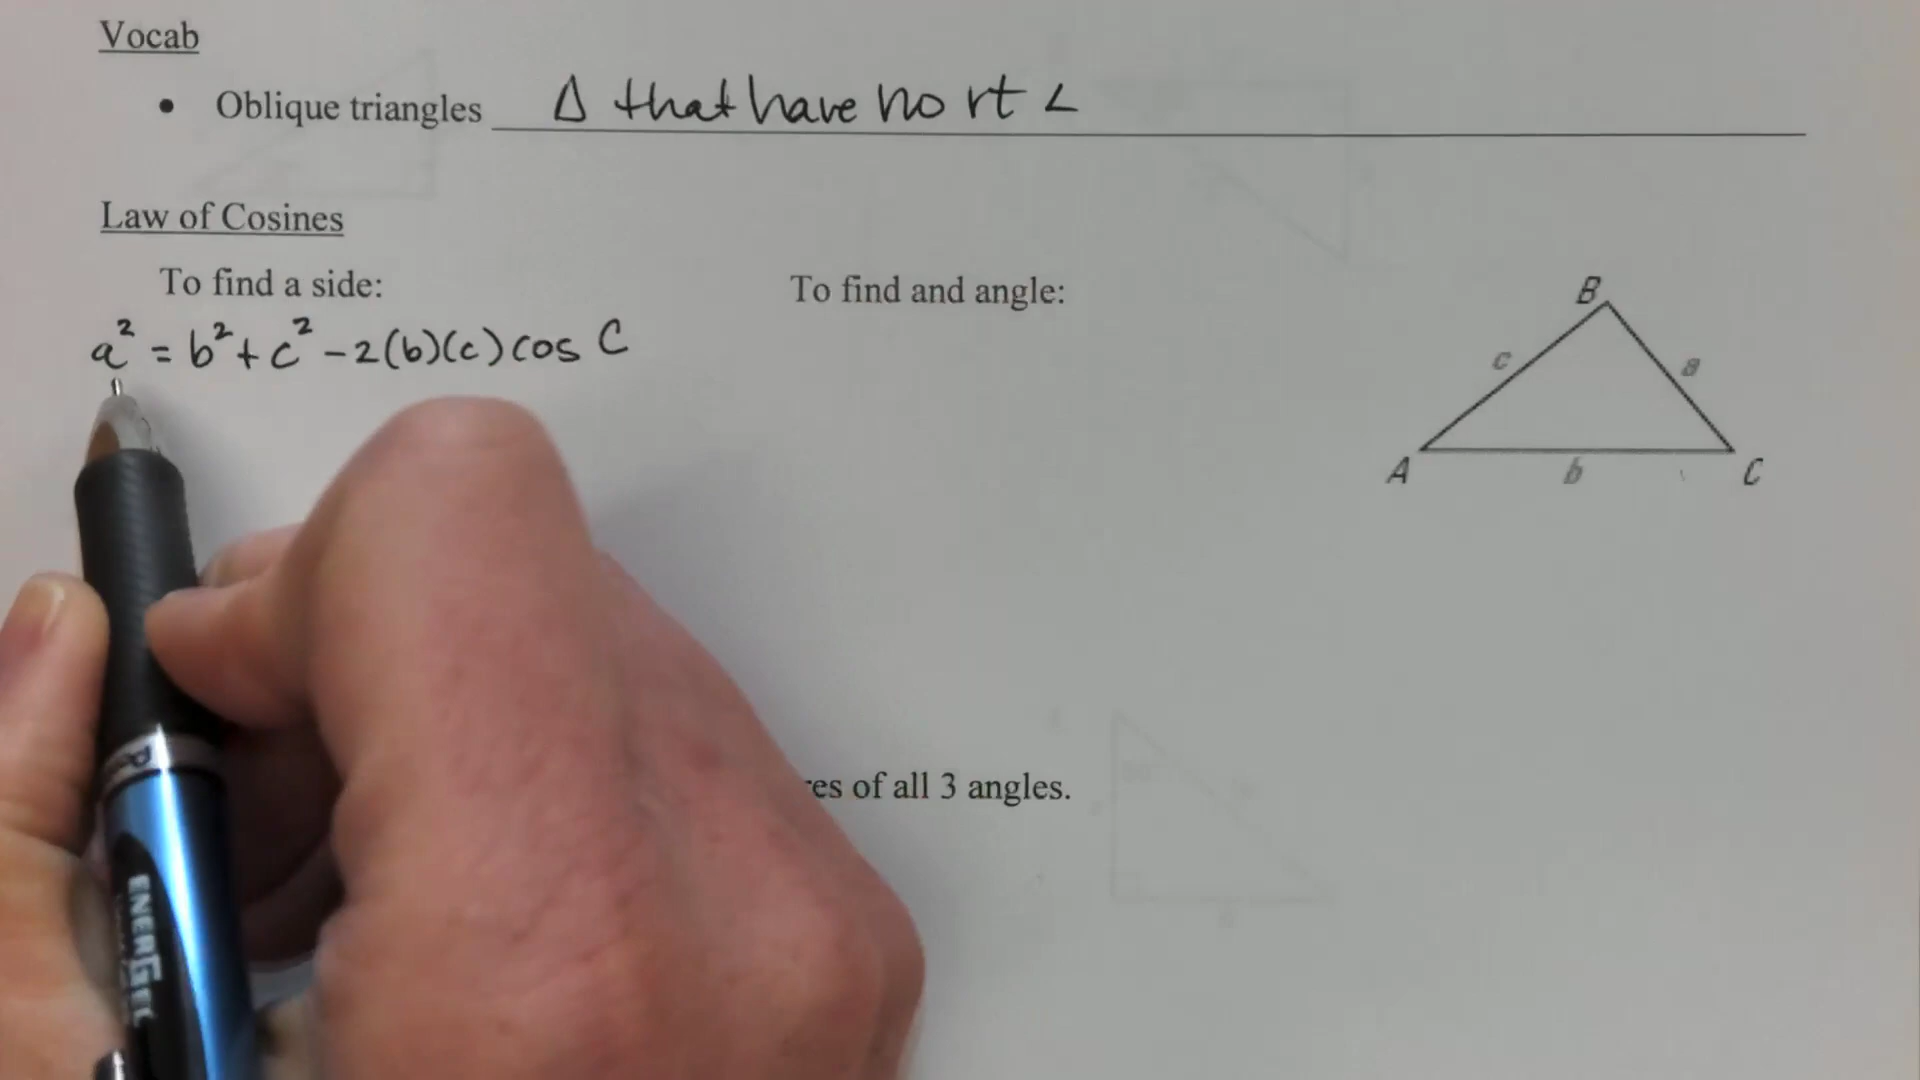 Vocab
• Oblique triangles Δ that have no rt <
Law of Cosines
To find a side:
To find and angle:
a² = b² + c² - 2(b)(c) cos C
B
c
a
A
b
C
of all 3 angles.
ENERGEL